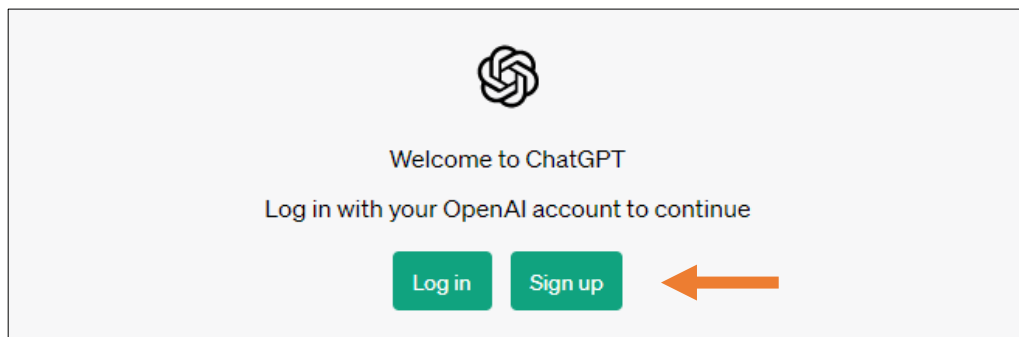 Welcome to ChatGPT
Log in with your OpenAI account to continue
Log in Sign up